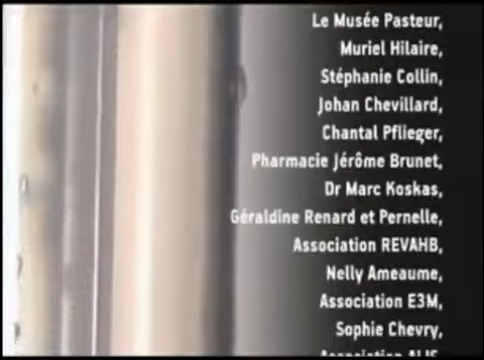 Le Musée Pasteur,
Muriel Hilaire,
Stéphanie Collin,
Johan Chevillard,
Chantal Pflieger,
Pharmacie Jérôme Brunet,
Dr Marc Koskas,
Géraldine Renard et Pernelle,
Association REVAHB,
Nelly Ameaume,
Association E3M,
Sophie Chevry,
Association